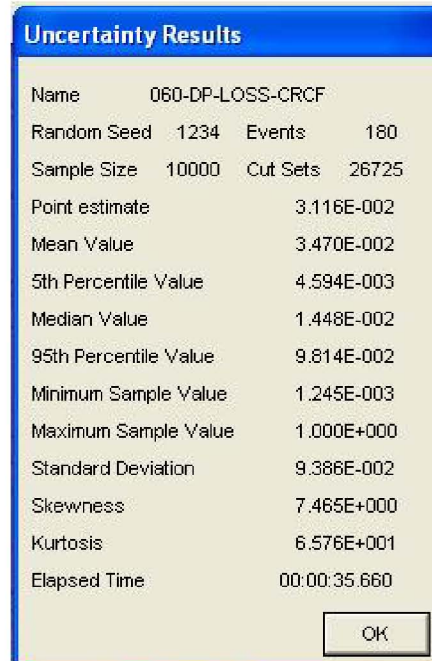 Uncertainty Results
Name 060-DP-LOSS-CRCF
Random Seed 1234 Events 180
Sample Size 10000 Cut Sets 26725
Point estimate 3.116E-002
Mean Value 3.470E-002
5th Percentile Value 4.594E-003
Median Value 1.448E-002
95th Percentile Value 9.814E-002
Minimum Sample Value 1.245E-003
Maximum Sample Value 1.000E+000
Standard Deviation 9.386E-002
Skewness 7.465E+000
Kurtosis 6.576E+001
Elapsed Time 00:00:35.660
OK